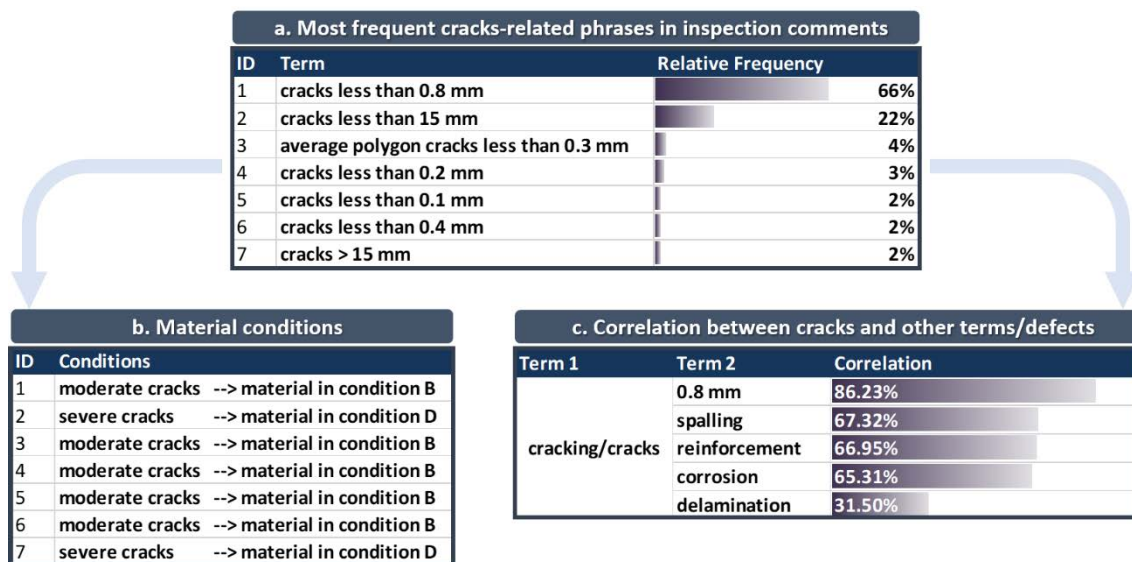 a. Most frequent cracks-related phrases in inspection comments
ID Term Relative Frequency
1 cracks less than 0.8 mm 66%
2 cracks less than 15 mm 22%
3 average polygon cracks less than 0.3 mm 4%
4 cracks less than 0.2 mm 3%
5 cracks less than 0.1 mm 2%
6 cracks less than 0.4 mm 2%
7 cracks > 15 mm 2%
b. Material conditions
ID Conditions
1 moderate cracks --> material in condition B
2 severe cracks --> material in condition D
3 moderate cracks --> material in condition B
4 moderate cracks --> material in condition B
5 moderate cracks --> material in condition B
6 moderate cracks --> material in condition B
7 severe cracks --> material in condition D
c. Correlation between cracks and other terms/defects
Term 1 Term 2 Correlation
0.8 mm 86.23%
spalling 67.32%
cracking/cracks reinforcement 66.95%
corrosion 65.31%
delamination 31.50%